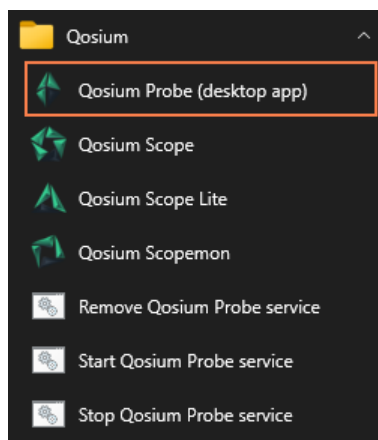 Qosium
Qosium Probe (desktop app)
Qosium Scope
Qosium Scope Lite
Qosium Scopemon
Remove Qosium Probe service
Start Qosium Probe service
Stop Qosium Probe service